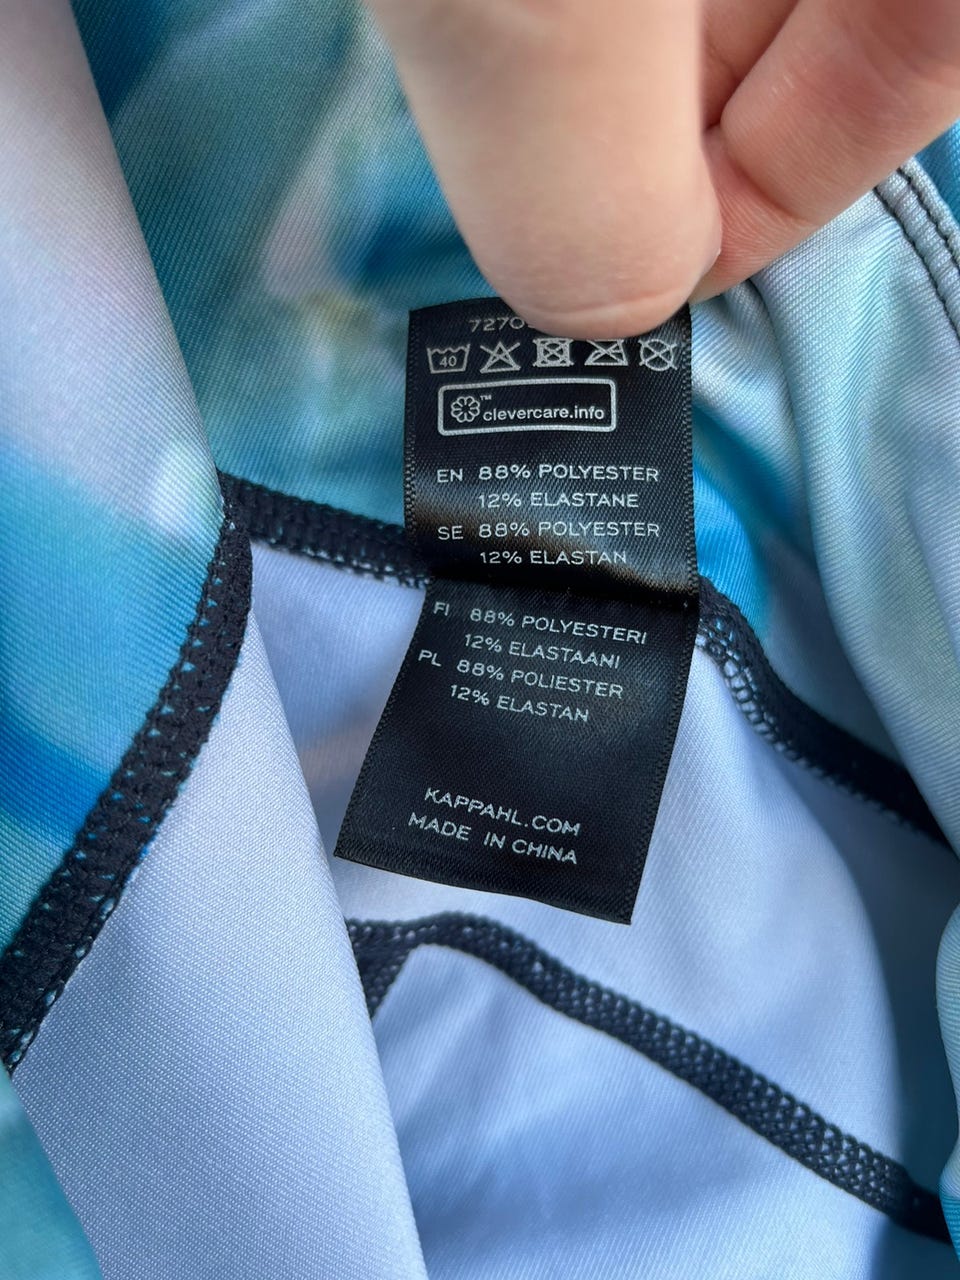 40
™ clevercare.info
EN 88% POLYESTER
12% ELASTANE
SE 88% POLYESTER
12% ELASTAN
FI 88% POLYESTERI
12% ELASTAANI
PL 88% POLIESTER
12% ELASTAN
KAPPAHL.COM
MADE IN CHINA